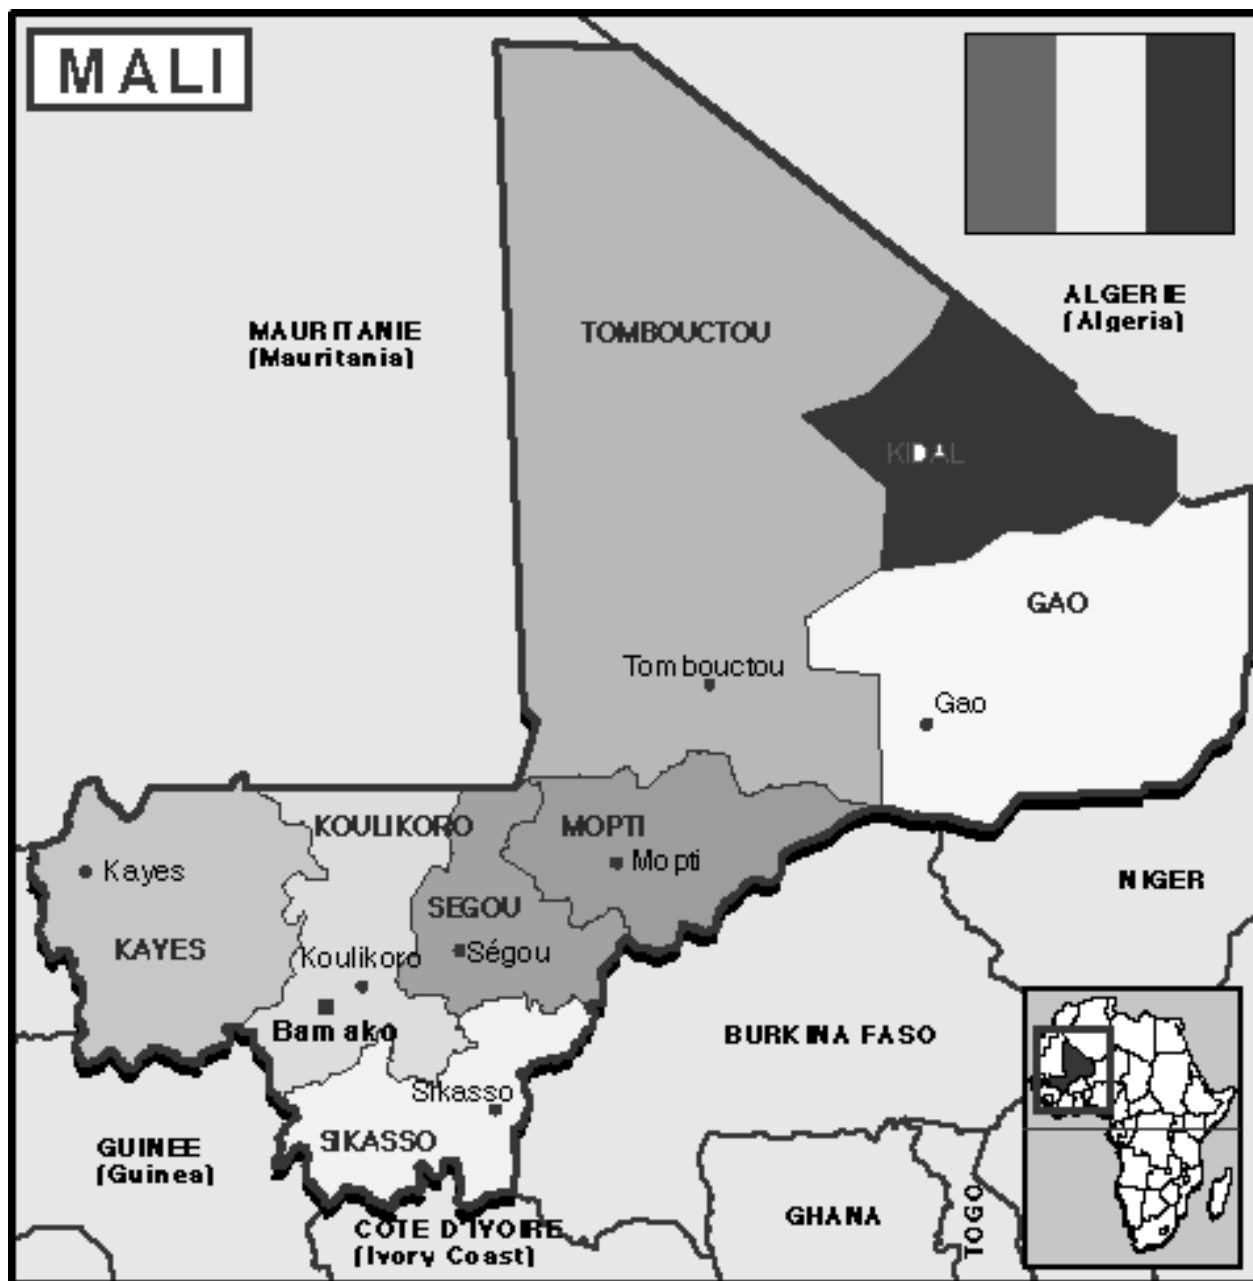 MALI
ALGERIE
(Algeria)
MAURITANIE
(Mauritania)
TOMBOUCTOU
KIDAL
GAO
Tombouctou
Gao
KOULIKORO
MOPTI
Mopti
Kayes
NIGER
SEGOU
KAYES
Koulikoro
Ségou
Bamako
BURKINA FASO
Sikasso
SIKASSO
GUINEE
(Guinea)
GHANA
TOGO
COTE D'IVOIRE
(Ivory Coast)